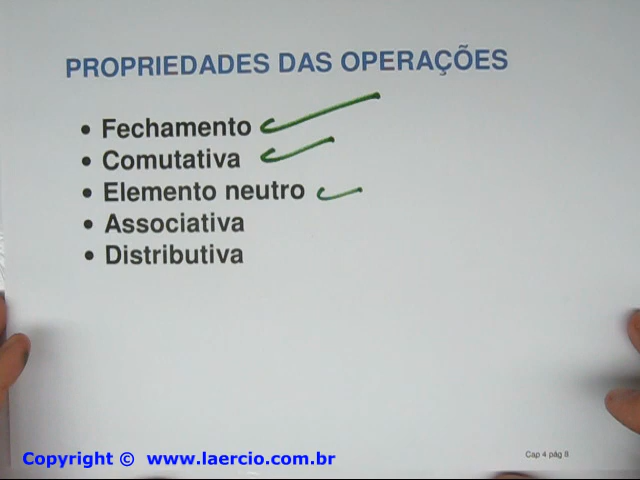 PROPRIEDADES DAS OPERAÇÕES
• Fechamento
• Comutativa
• Elemento neutro
• Associativa
• Distributiva
Cap 4 pág 8
Copyright © www.laercio.com.br